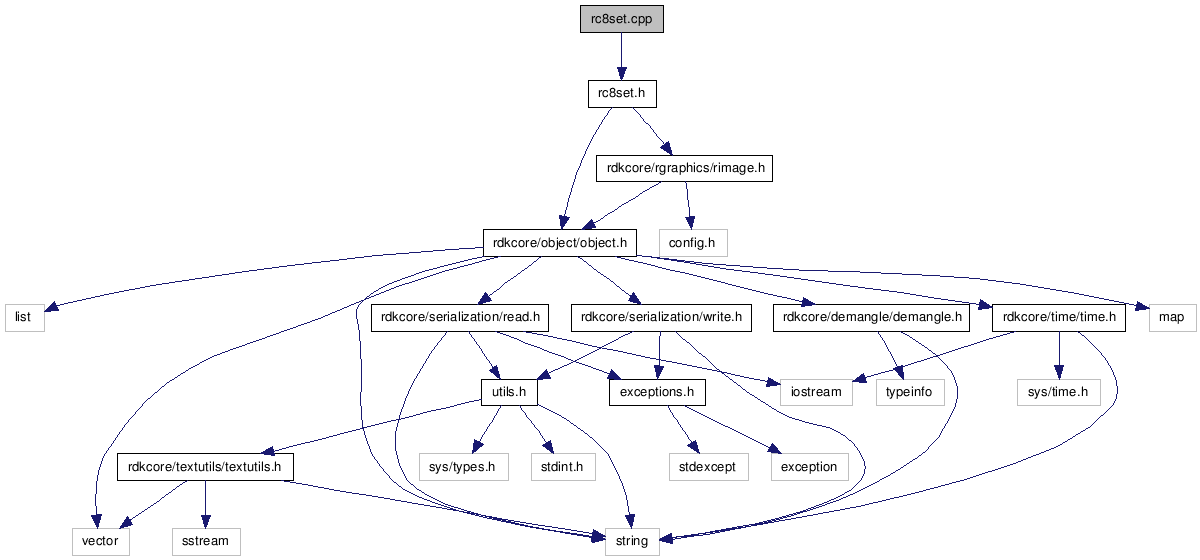 rc8set.cpp
rc8set.h
rdkcore/rgraphics/rimage.h
rdkcore/object/object.h
config.h
list
rdkcore/serialization/read.h
rdkcore/serialization/write.h
rdkcore/demangle/demangle.h
rdkcore/time/time.h
map
utils.h
exceptions.h
iostream
typeinfo
sys/time.h
rdkcore/textutils/textutils.h
sys/types.h
stdint.h
stdexcept
exception
vector
sstream
string